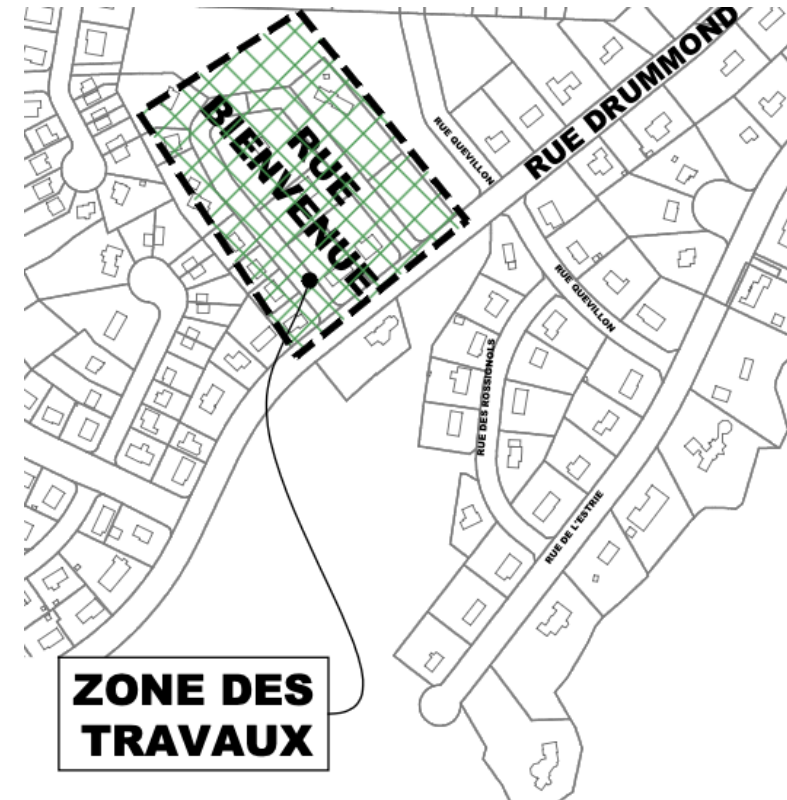 RUE DRUMMOND
RUE
BIENVENUE
RUE QUEVILLON
RUE QUEVILLON
RUE DES ROSSIGNOLS
RUE DE L'ESTRIE
ZONE DES
TRAVAUX